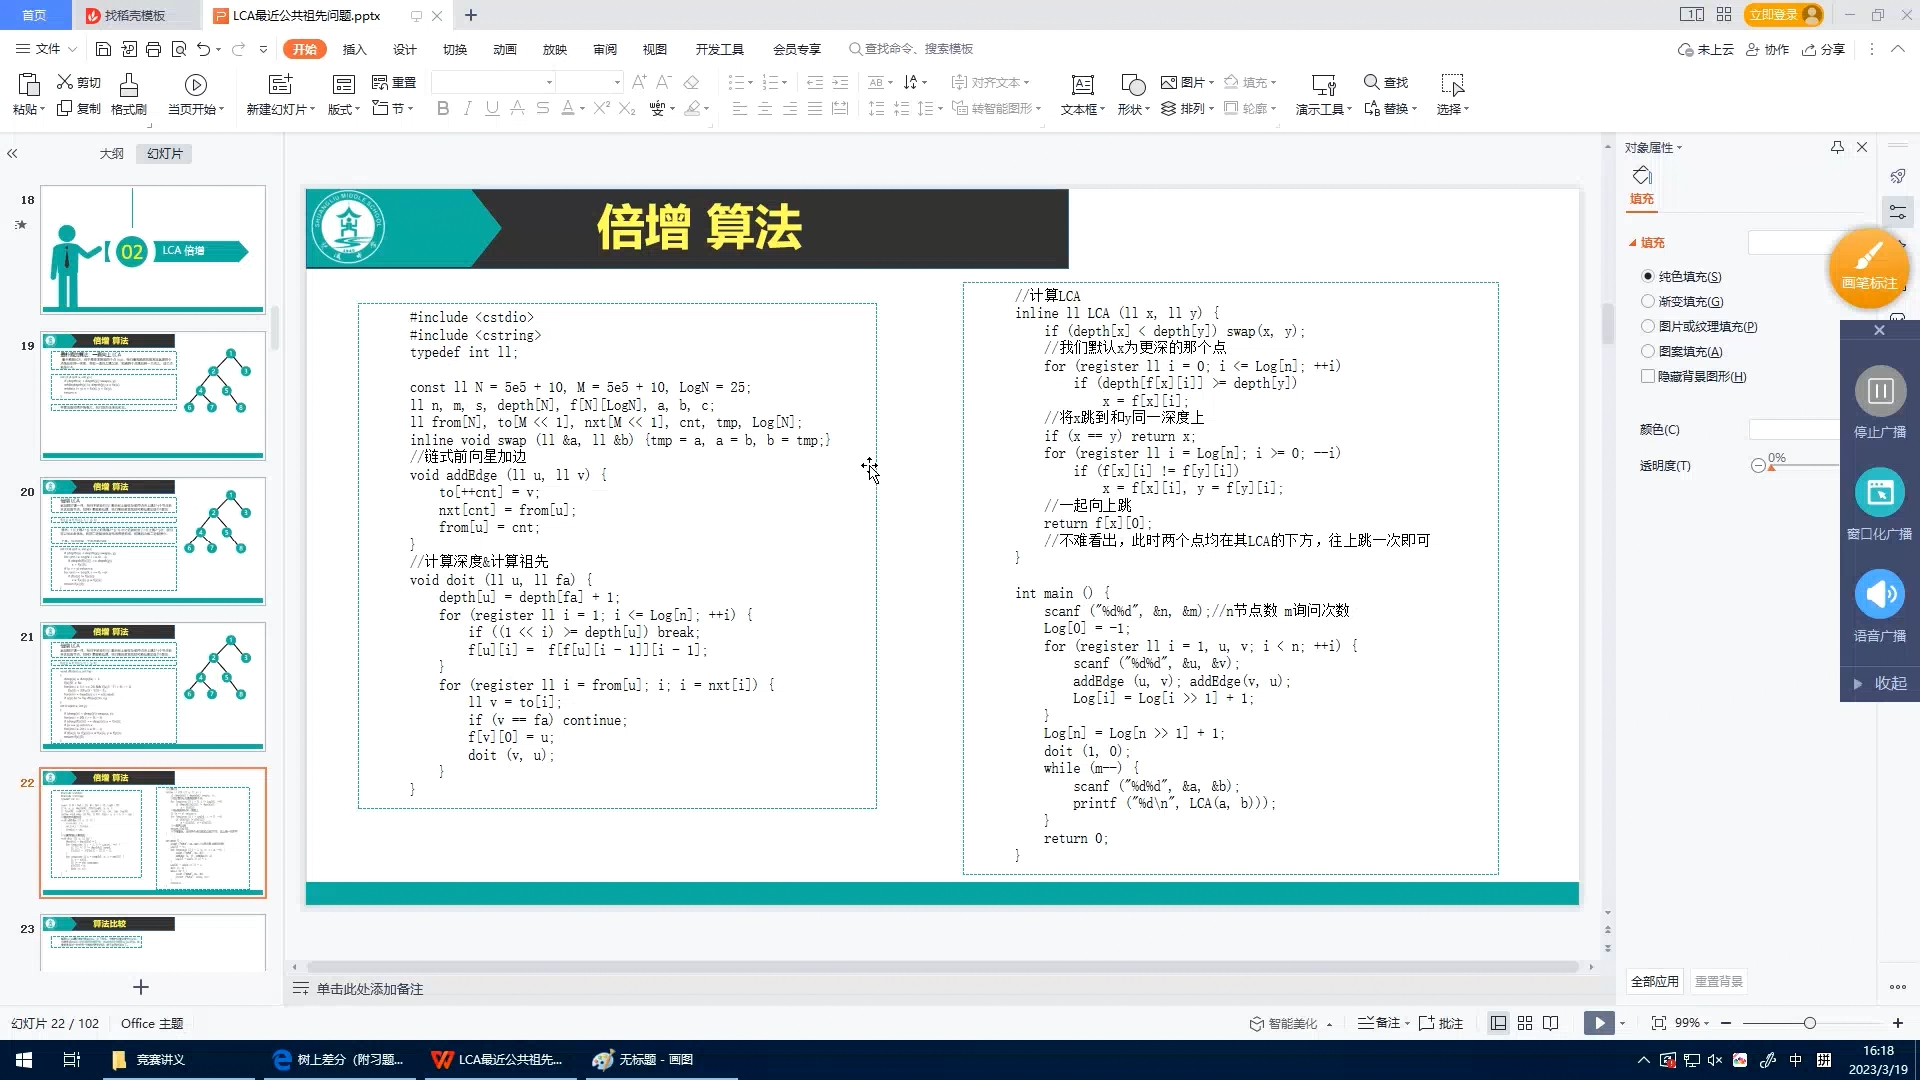 首页
找稻壳模板
LCA最近公共祖先问题.pptx
立即登录
文件
开始
插入
设计
切换
动画
放映
审阅
视图
开发工具
会员专享
查找命令、搜索模板
未上云
协作
分享
粘贴
剪切
复制
格式刷
当页开始
新建幻灯片
版式
重置
节
对齐文本
转智能图形
文本框
形状
图片
排列
填充
轮廓
演示工具
查找
替换
选择
大纲
幻灯片
18
02
LCA 倍增
19
倍增 算法
20
倍增 算法
21
倍增 算法
22
倍增 算法
23
算法比较
倍增 算法
#include <cstdio>
#include <cstring>
typedef int ll;
const ll N = 5e5 + 10, M = 5e5 + 10, LogN = 25;
ll n, m, s, depth[N], f[N][LogN], a, b, c;
ll from[N], to[M << 1], nxt[M << 1], cnt, tmp, Log[N];
inline void swap (ll &a, ll &b) {tmp = a, a = b, b = tmp;}
//链式前向星加边
void addEdge (ll u, ll v) {
to[++cnt] = v;
nxt[cnt] = from[u];
from[u] = cnt;
}
//计算深度&计算祖先
void doit (ll u, ll fa) {
depth[u] = depth[fa] + 1;
for (register ll i = 1; i <= Log[n]; ++i) {
if ((1 << i) >= depth[u]) break;
f[u][i] =  f[f[u][i - 1]][i - 1];
}
for (register ll i = from[u]; i; i = nxt[i]) {
ll v = to[i];
if (v == fa) continue;
f[v][0] = u;
doit (v, u);
}
}
//计算LCA
inline ll LCA (ll x, ll y) {
if (depth[x] < depth[y]) swap(x, y);
//我们默认x为更深的那个点
for (register ll i = 0; i <= Log[n]; ++i)
if (depth[f[x][i]] >= depth[y])
x = f[x][i];
//将x跳到和y同一深度上
if (x == y) return x;
for (register ll i = Log[n]; i >= 0; --i)
if (f[x][i] != f[y][i])
x = f[x][i], y = f[y][i];
//一起向上跳
return f[x][0];
//不难看出，此时两个点均在其LCA的下方，往上跳一次即可
}
int main () {
scanf ("%d%d", &n, &m);//n节点数 m询问次数
Log[0] = -1;
for (register ll i = 1, u, v; i < n; ++i) {
scanf ("%d%d", &u, &v);
addEdge (u, v); addEdge(v, u);
Log[i] = Log[i >> 1] + 1;
}
Log[n] = Log[n >> 1] + 1;
doit (1, 0);
while (m--) {
scanf ("%d%d", &a, &b);
printf ("%d\n", LCA(a, b)));
}
return 0;
}
对象属性
填充
填充
纯色填充(S)
渐变填充(G)
图片或纹理填充(P)
图案填充(A)
隐藏背景图形(H)
颜色(C)
透明度(T)
0%
全部应用
重置背景
画笔标注
停止广播
窗口化广播
语音广播
收起
单击此处添加备注
幻灯片 22 / 102
Office 主题
智能美化
备注
批注
99%
竞赛讲义
树上差分（附习题...
LCA最近公共祖先...
无标题 - 画图
中
拼
16:18
2023/3/19